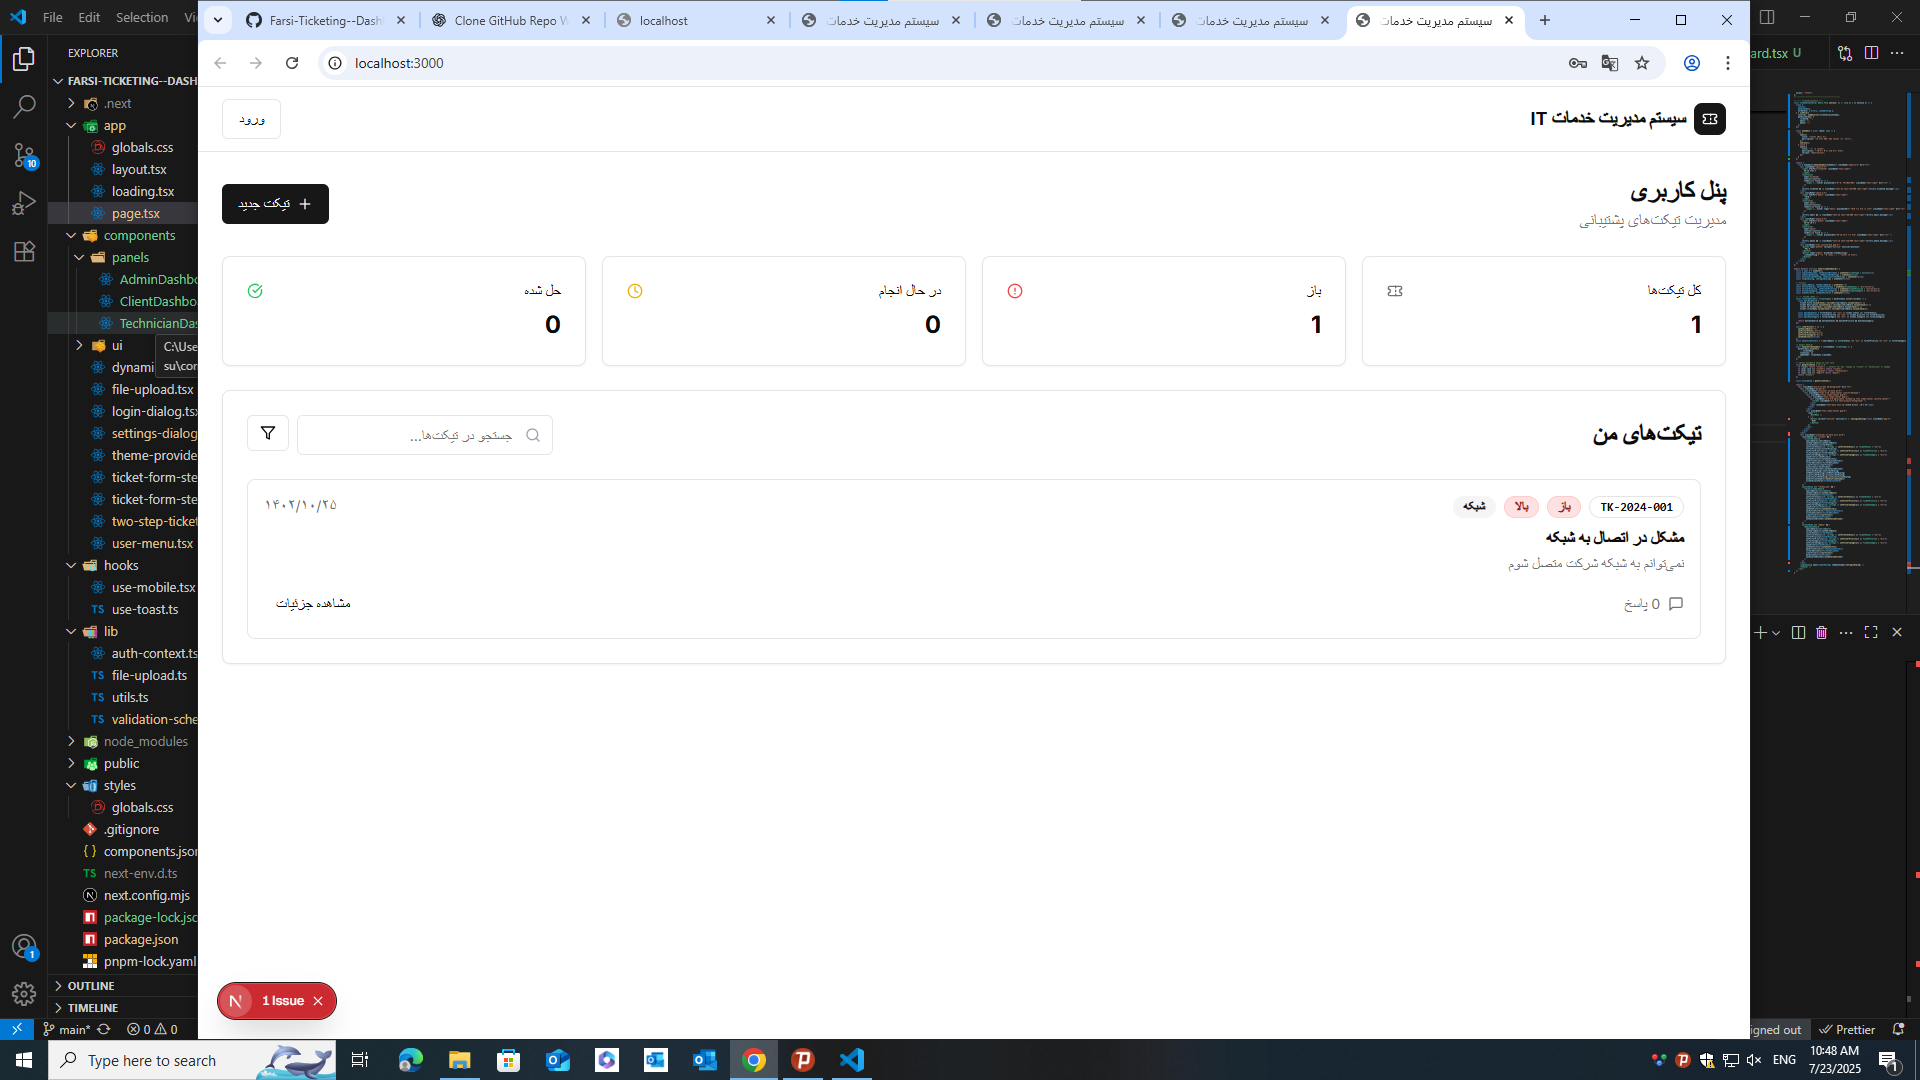 File
Edit
Selection
Farsi-Ticketing--Dash
Clone GitHub Repo
localhost
سیستم مدیریت خدمات
سیستم مدیریت خدمات
سیستم مدیریت خدمات
سیستم مدیریت خدمات
localhost:3000
EXPLORER
FARSI-TICKETING--DASH
.next
app
globals.css
layout.tsx
loading.tsx
page.tsx
components
panels
AdminDashbo
ClientDashboa
TechnicianDas
ui
C:\Use
su\cor
dynami
file-upload.tsx
login-dialog.tsx
settings-dialog
theme-provide
ticket-form-ste
ticket-form-ste
two-step-ticket
user-menu.tsx
hooks
use-mobile.tsx
use-toast.ts
lib
auth-context.ts
file-upload.ts
utils.ts
validation-sche
node_modules
public
styles
globals.css
.gitignore
components.json
next-env.d.ts
next.config.mjs
package-lock.jsc
package.json
pnpm-lock.yaml
OUTLINE
TIMELINE
main*
0
0
ard.tsx U
سیستم مدیریت خدمات IT
ورود
پنل کاربری
مدیریت تیکت‌های پشتیبانی
تیکت جدید
کل تیکت‌ها
1
باز
1
در حال انجام
0
حل شده
0
تیکت‌های من
جستجو در تیکت‌ها...
TK-2024-001
باز
بالا
شبکه
۱۴۰۲/۱۰/۲۵
مشکل در اتصال به شبکه
نمی‌توانم به شبکه شرکت متصل شوم
0 پاسخ
مشاهده جزئیات
N 1 Issue
10
1
igned out
Prettier
Type here to search
ENG
10:48 AM
7/23/2025
1